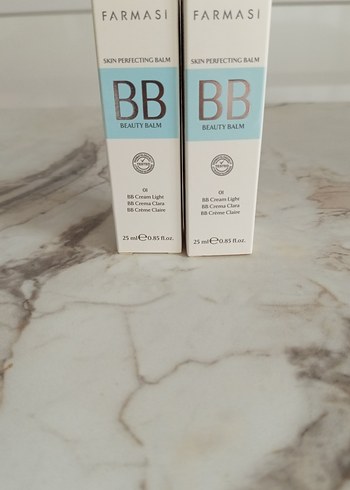 FARMASI
SKIN PERFECTING BALM
BB
BEAUTY BALM
TESTED
01
BB Cream Light
BB Crema Clara
BB Crème Claire
25 ml ℮ 0.85 fl.oz.
FARMASI
SKIN PERFECTING BALM
BB
BEAUTY BALM
TESTED
01
BB Cream Light
BB Crema Clara
BB Crème Claire
25 ml ℮ 0.85 fl.oz.